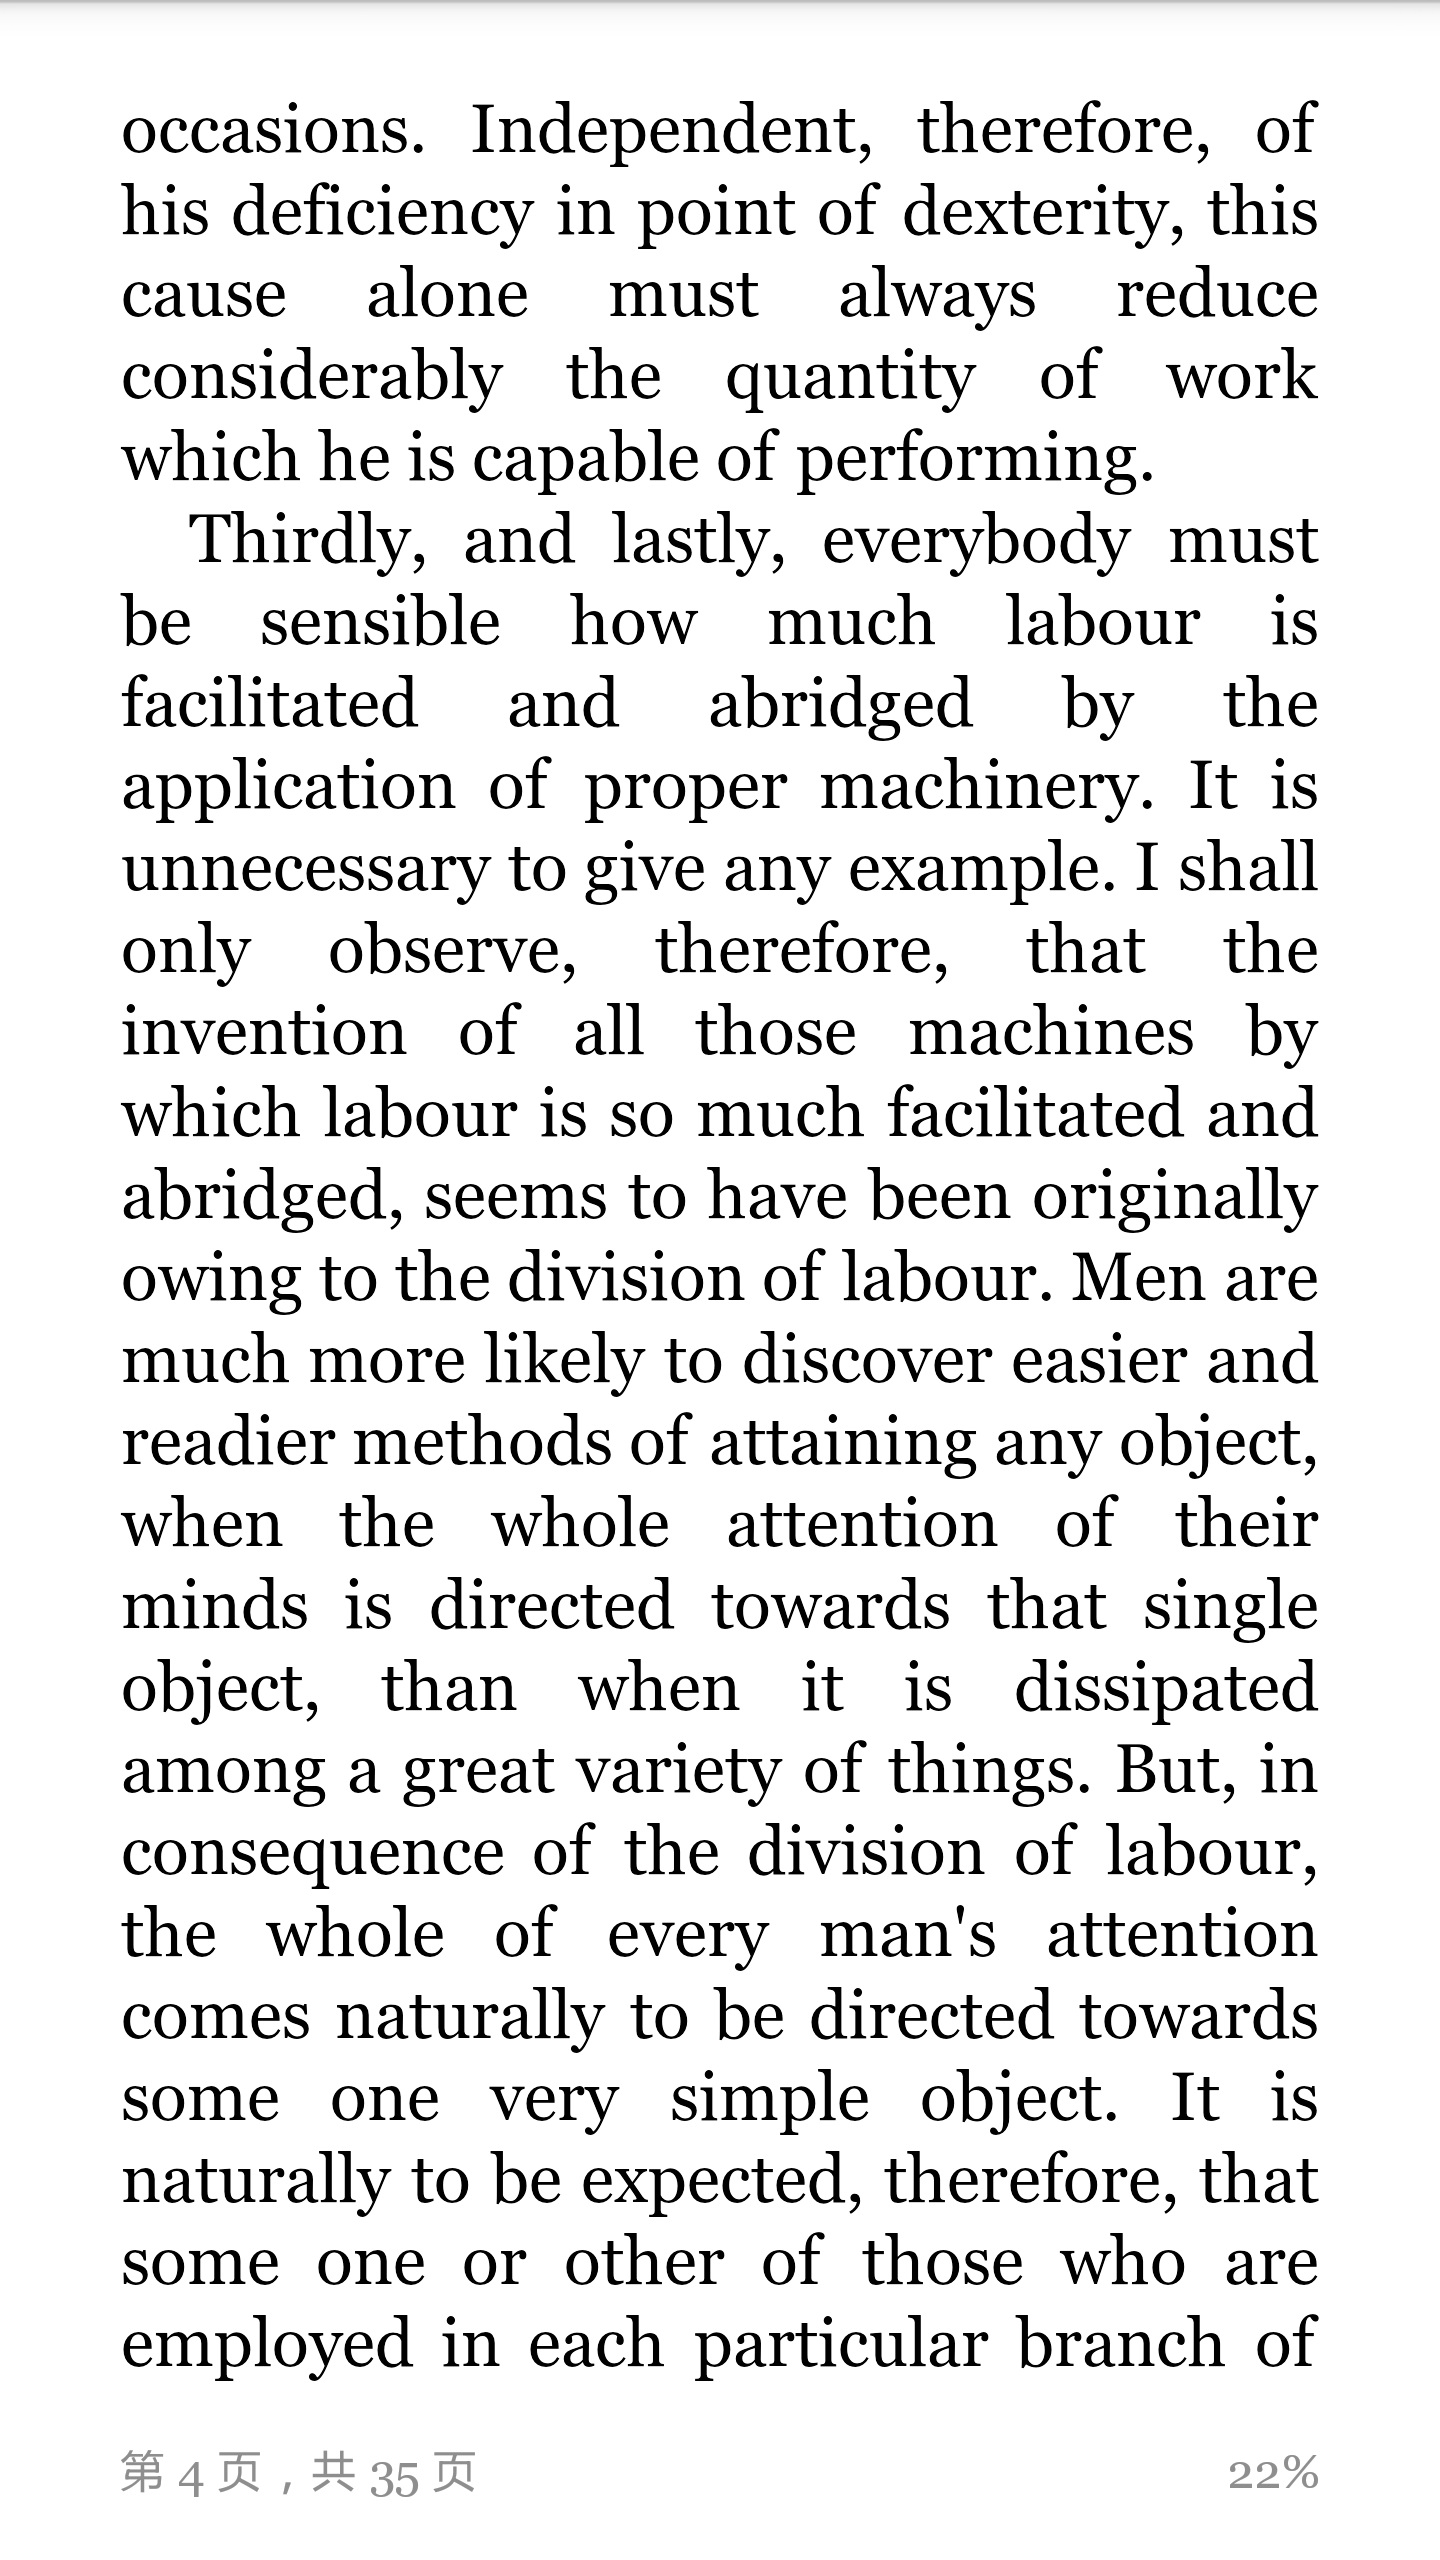 occasions. Independent, therefore, of
his deficiency in point of dexterity, this
cause alone must always reduce
considerably the quantity of work
which he is capable of performing.
Thirdly, and lastly, everybody must
be sensible how much labour is
facilitated and abridged by the
application of proper machinery. It is
unnecessary to give any example. I shall
only observe, therefore, that the
invention of all those machines by
which labour is so much facilitated and
abridged, seems to have been originally
owing to the division of labour. Men are
much more likely to discover easier and
readier methods of attaining any object,
when the whole attention of their
minds is directed towards that single
object, than when it is dissipated
among a great variety of things. But, in
consequence of the division of labour,
the whole of every man's attention
comes naturally to be directed towards
some one very simple object. It is
naturally to be expected, therefore, that
some one or other of those who are
employed in each particular branch of
第 4 页，共 35 页 22%